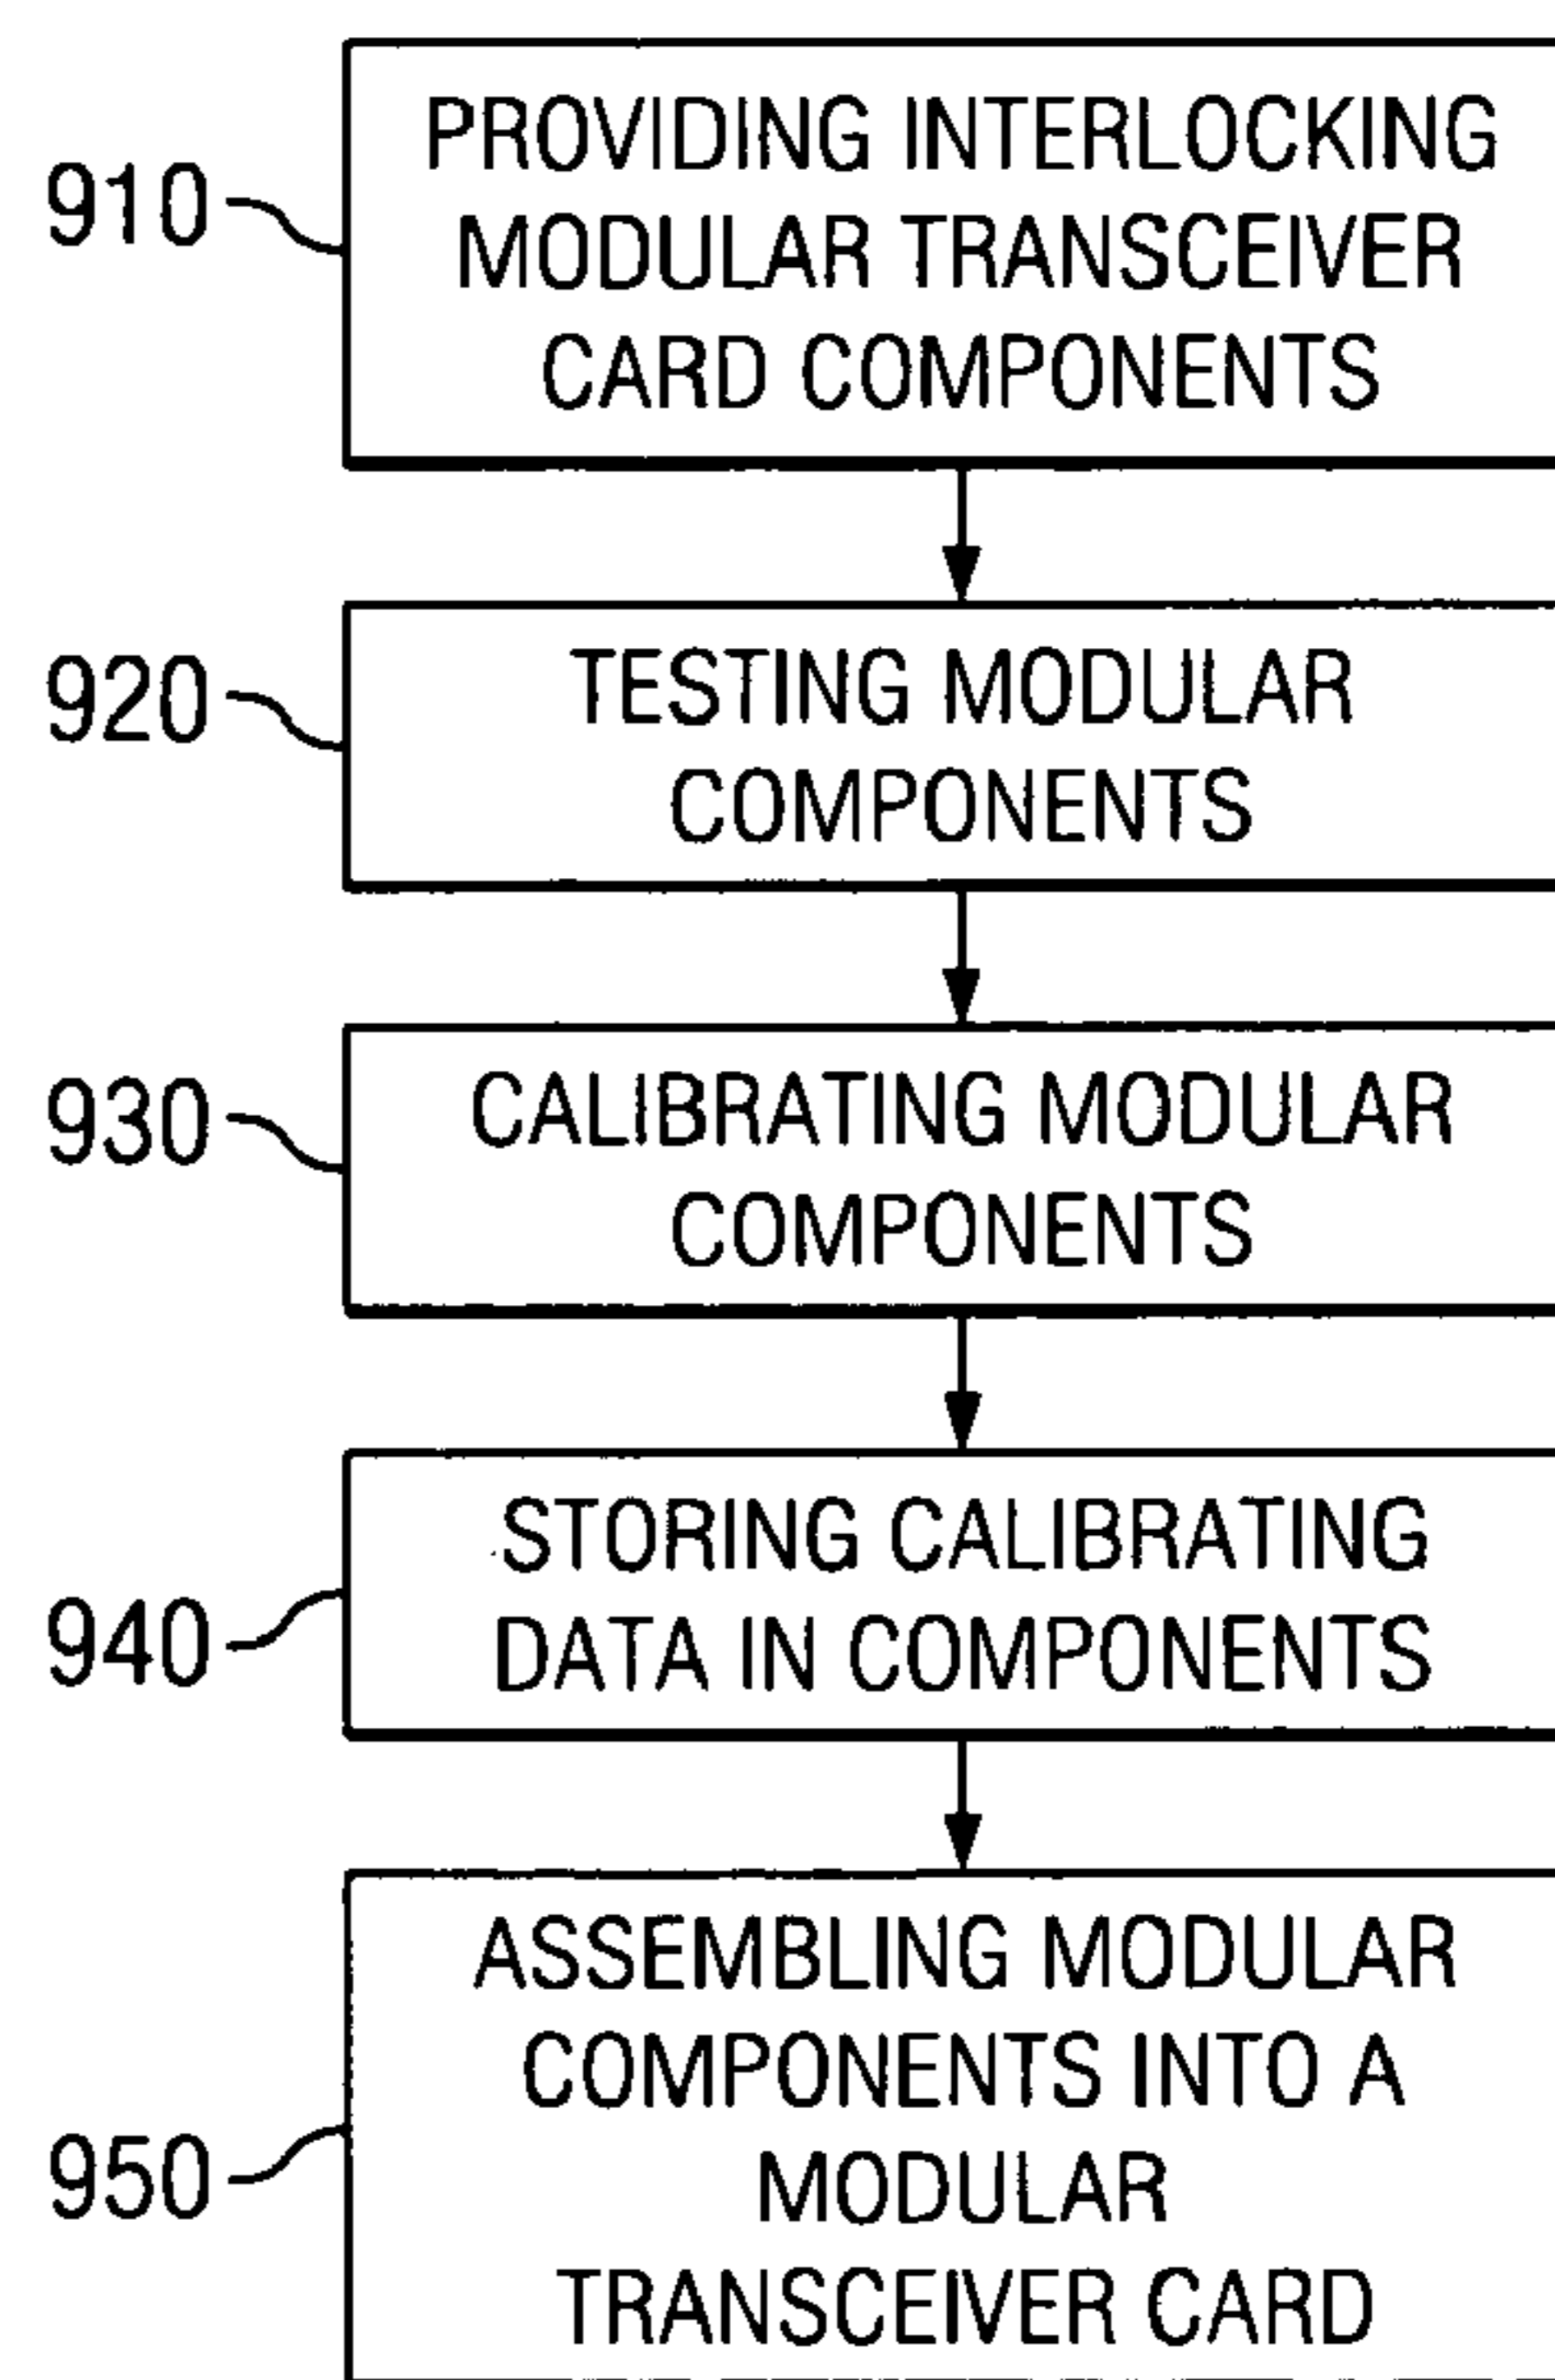 910
PROVIDING INTERLOCKING
MODULAR TRANSCEIVER
CARD COMPONENTS
920
TESTING MODULAR
COMPONENTS
930
CALIBRATING MODULAR
COMPONENTS
940
STORING CALIBRATING
DATA IN COMPONENTS
950
ASSEMBLING MODULAR
COMPONENTS INTO A
MODULAR
TRANSCEIVER CARD